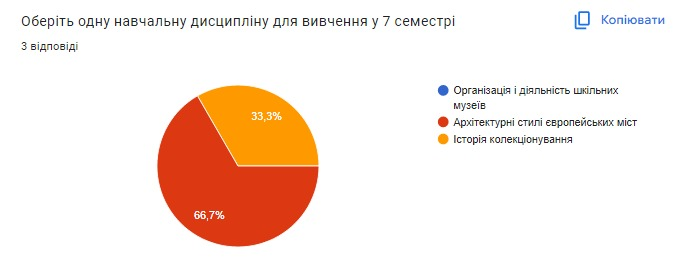 Оберіть одну навчальну дисципліну для вивчення у 7 семестрі
Копіювати
3 відповіді
Організація і діяльність шкільних
музеїв
Архітектурні стилі європейських міст
Історія колекціонування
33,3%
66,7%